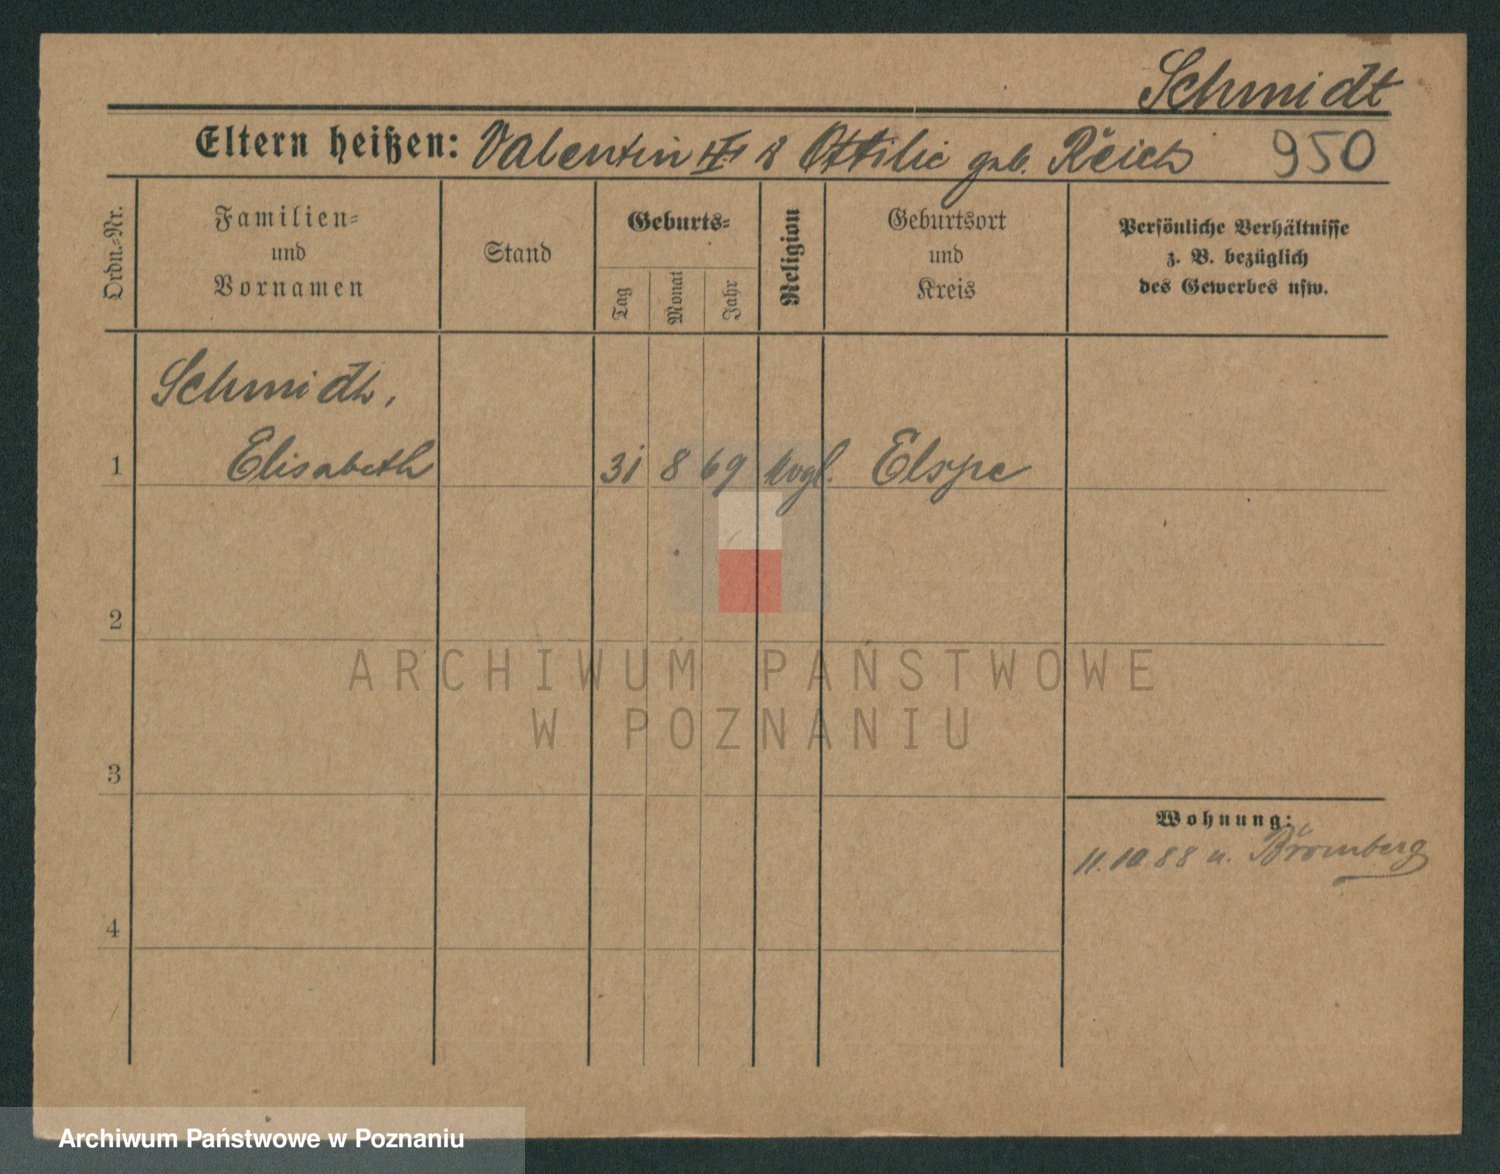 Schmidt
Eltern heißen: Valentin & Ottilie geb. Reich 950
Ordn.-Nr.
Familien-
und
Vornamen
Stand
Geburts-
Tag
Monat
Jahr
Religion
Geburtsort
und
Kreis
Persönliche Verhältnisse
z. B. bezüglich
des Gewerbes usw.
Schmidt,
1 Elisabeth 31 8 69 evgl. Elspe
2
3
4
Wohnung:
11.10.88 n. Bromberg
ARCHIWUM PAŃSTWOWE
W POZNANIU
Archiwum Państwowe w Poznaniu